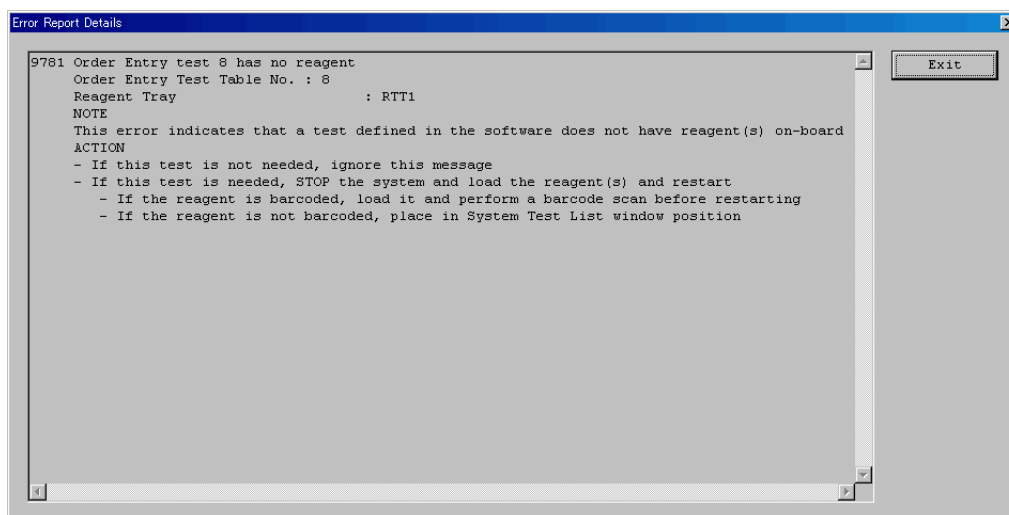 Error Report Details
9781 Order Entry test 8 has no reagent
Order Entry Test Table No. : 8
Reagent Tray : RTT1
NOTE
This error indicates that a test defined in the software does not have reagent(s) on-board
ACTION
- If this test is not needed, ignore this message
- If this test is needed, STOP the system and load the reagent(s) and restart
- If the reagent is barcoded, load it and perform a barcode scan before restarting
- If the reagent is not barcoded, place in System Test List window position
Exit